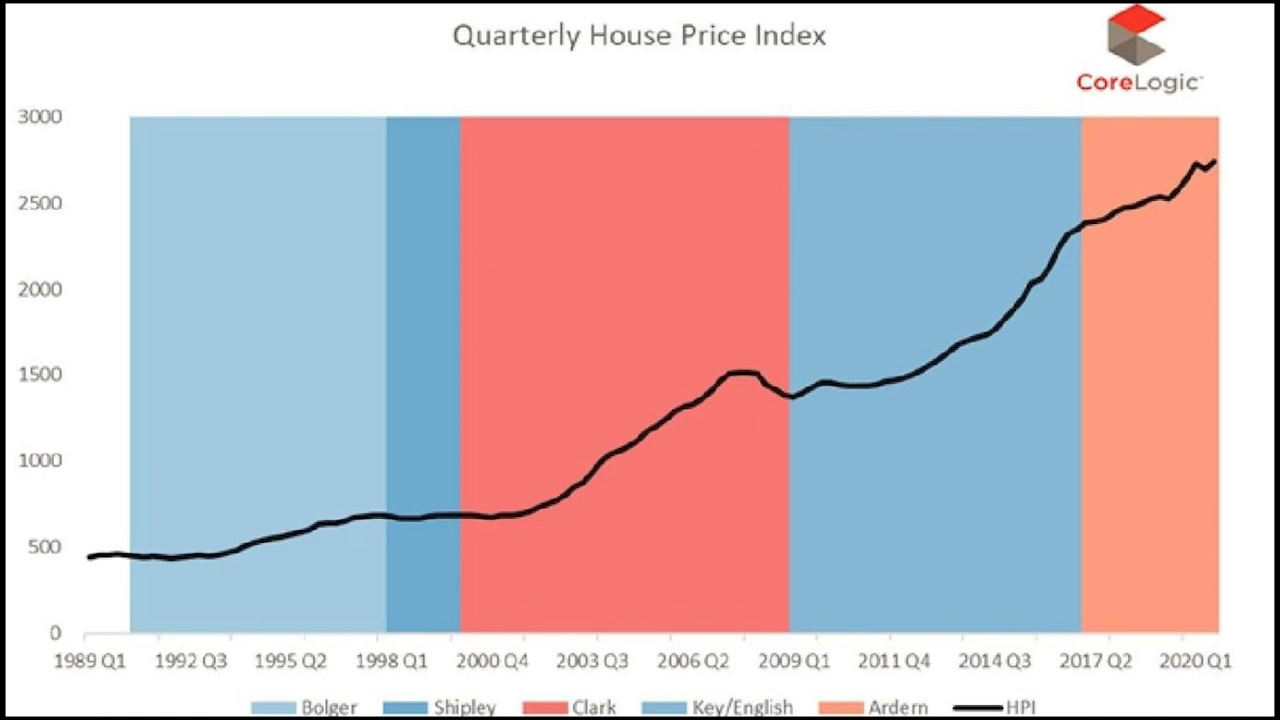 Quarterly House Price Index
CoreLogic
3000
2500
2000
1500
1000
500
0
1989 Q1 1992 Q3 1995 Q2 1998 Q1 2000 Q4 2003 Q3 2006 Q2 2009 Q1 2011 Q4 2014 Q3 2017 Q2 2020 Q1
Bolger Shipley Clark Key/English Ardern HPI